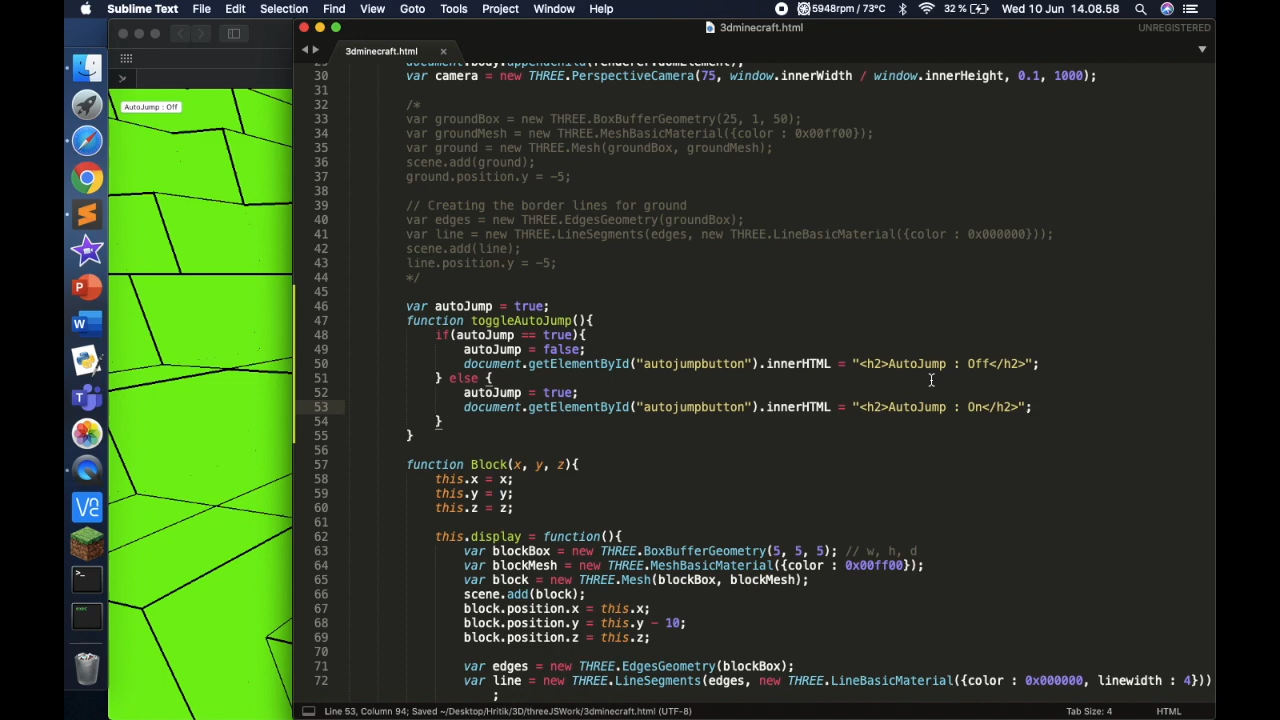 Sublime Text File Edit Selection Find View Goto Tools Project Window Help 5948rpm / 73°C 32 % Wed 10 Jun 14.08.58
3dminecraft.html UNREGISTERED
3dminecraft.html ×
AutoJump : Off
29 document.body.appendChild(renderer.domElement);
30 var camera = new THREE.PerspectiveCamera(75, window.innerWidth / window.innerHeight, 0.1, 1000);
31
32 /*
33 var groundBox = new THREE.BoxBufferGeometry(25, 1, 50);
34 var groundMesh = new THREE.MeshBasicMaterial({color : 0x00ff00});
35 var ground = new THREE.Mesh(groundBox, groundMesh);
36 scene.add(ground);
37 ground.position.y = -5;
38
39 // Creating the border lines for ground
40 var edges = new THREE.EdgesGeometry(groundBox);
41 var line = new THREE.LineSegments(edges, new THREE.LineBasicMaterial({color : 0x000000}));
42 scene.add(line);
43 line.position.y = -5;
44 */
45
46 var autoJump = true;
47 function toggleAutoJump(){
48 if(autoJump == true){
49 autoJump = false;
50 document.getElementById("autojumpbutton").innerHTML = "<h2>AutoJump : Off</h2>";
51 } else {
52 autoJump = true;
53 document.getElementById("autojumpbutton").innerHTML = "<h2>AutoJump : On</h2>";
54 }
55 }
56
57 function Block(x, y, z){
58 this.x = x;
59 this.y = y;
60 this.z = z;
61
62 this.display = function(){
63 var blockBox = new THREE.BoxBufferGeometry(5, 5, 5); // w, h, d
64 var blockMesh = new THREE.MeshBasicMaterial({color : 0x00ff00});
65 var block = new THREE.Mesh(blockBox, blockMesh);
66 scene.add(block);
67 block.position.x = this.x;
68 block.position.y = this.y - 10;
69 block.position.z = this.z;
70
71 var edges = new THREE.EdgesGeometry(blockBox);
72 var line = new THREE.LineSegments(edges, new THREE.LineBasicMaterial({color : 0x000000, linewidth : 4}))
;
Line 53, Column 94; Saved ~/Desktop/Hritik/3D/threeJSWork/3dminecraft.html (UTF-8) Tab Size: 4 HTML